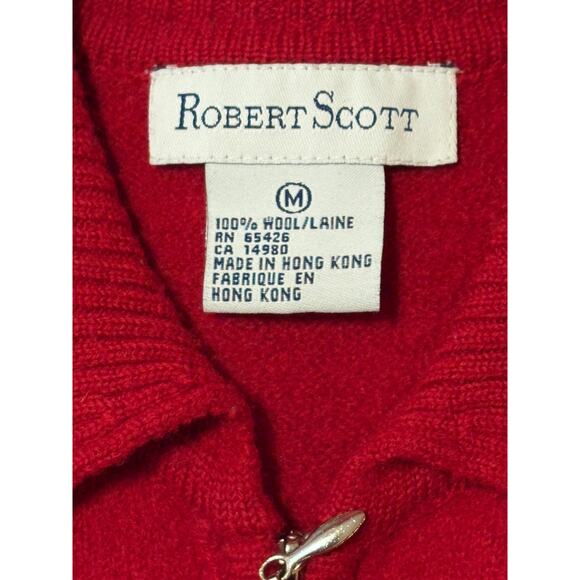 ROBERT SCOTT
M
100% WOOL/LAINE
RN 65426
CA 14980
MADE IN HONG KONG
FABRIQUE EN
HONG KONG